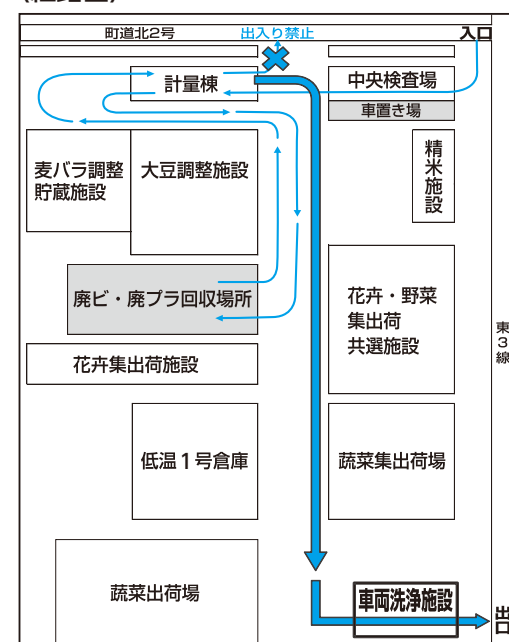 町道北2号
出入り禁止
入口
計量棟
中央検査場
車置き場
精米施設
麦バラ調整
貯蔵施設
大豆調整施設
廃ビ・廃プラ回収場所
花卉・野菜
集出荷
共選施設
東3線
花卉集出荷施設
低温1号倉庫
蔬菜集出荷場
蔬菜出荷場
車両洗浄施設
出口